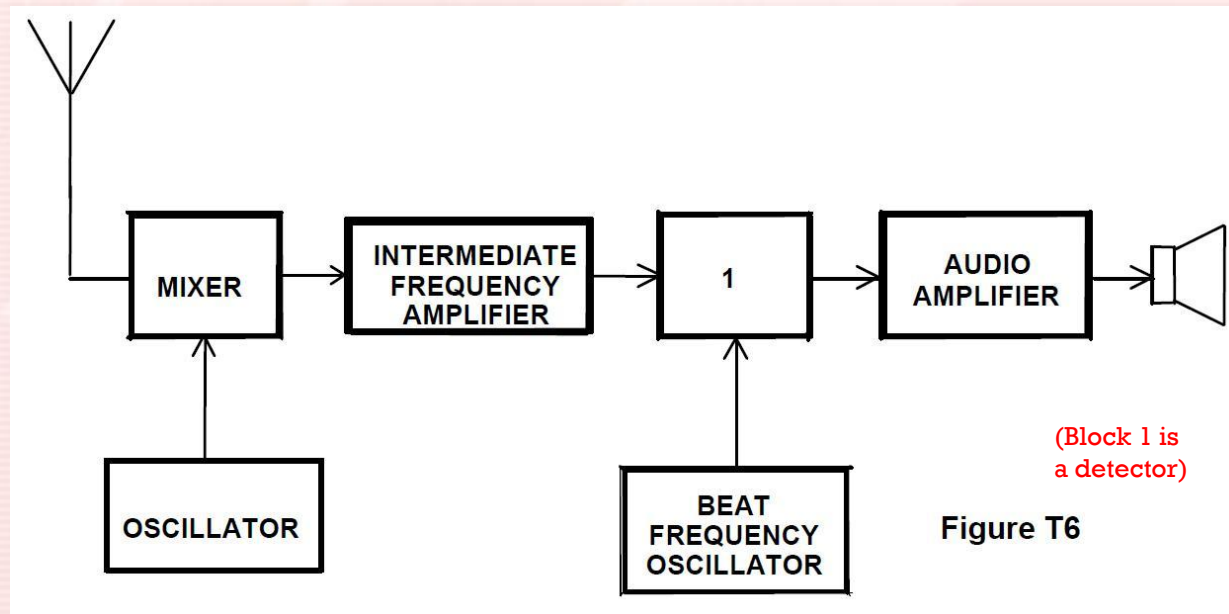 MIXER
INTERMEDIATE
FREQUENCY
AMPLIFIER
1
AUDIO
AMPLIFIER
OSCILLATOR
BEAT
FREQUENCY
OSCILLATOR
(Block 1 is
a detector)
Figure T6